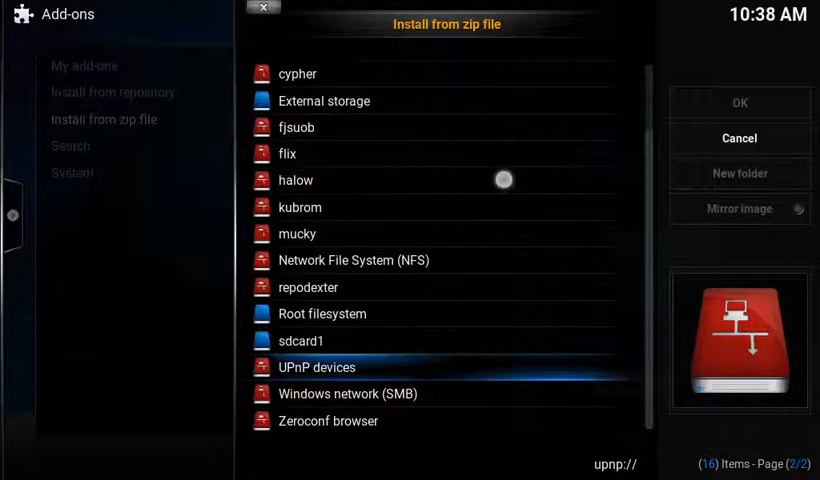 Add-ons
Install from zip file
10:38 AM
My add-ons
Install from repository
Install from zip file
Search
System
cypher
External storage
fjsuob
flix
halow
kubrom
mucky
Network File System (NFS)
repodexter
Root filesystem
sdcard1
UPnP devices
Windows network (SMB)
Zeroconf browser
OK
Cancel
New folder
Mirror image
upnp://
(16) Items - Page (2/2)